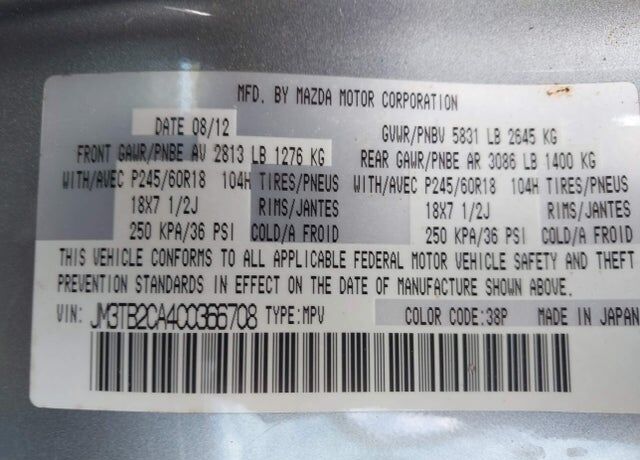 MFD. BY MAZDA MOTOR CORPORATION
DATE 08/12 GVWR/PNBV 5831 LB 2645 KG
FRONT GAWR/PNBE AV 2813 LB 1276 KG REAR GAWR/PNBE AR 3086 LB 1400 KG
WITH/AVEC P245/60R18 104H TIRES/PNEUS WITH/AVEC P245/60R18 104H TIRES/PNEUS
18X7 1/2J RIMS/JANTES 18X7 1/2J RIMS/JANTES
250 KPA/36 PSI COLD/A FROID 250 KPA/36 PSI COLD/A FROID
THIS VEHICLE CONFORMS TO ALL APPLICABLE FEDERAL MOTOR VEHICLE SAFETY AND THEFT
PREVENTION STANDARDS IN EFFECT ON THE DATE OF MANUFACTURE SHOWN ABOVE.
VIN: JM3TB2CA4C0366708 TYPE:MPV COLOR CODE:38P MADE IN JAPAN